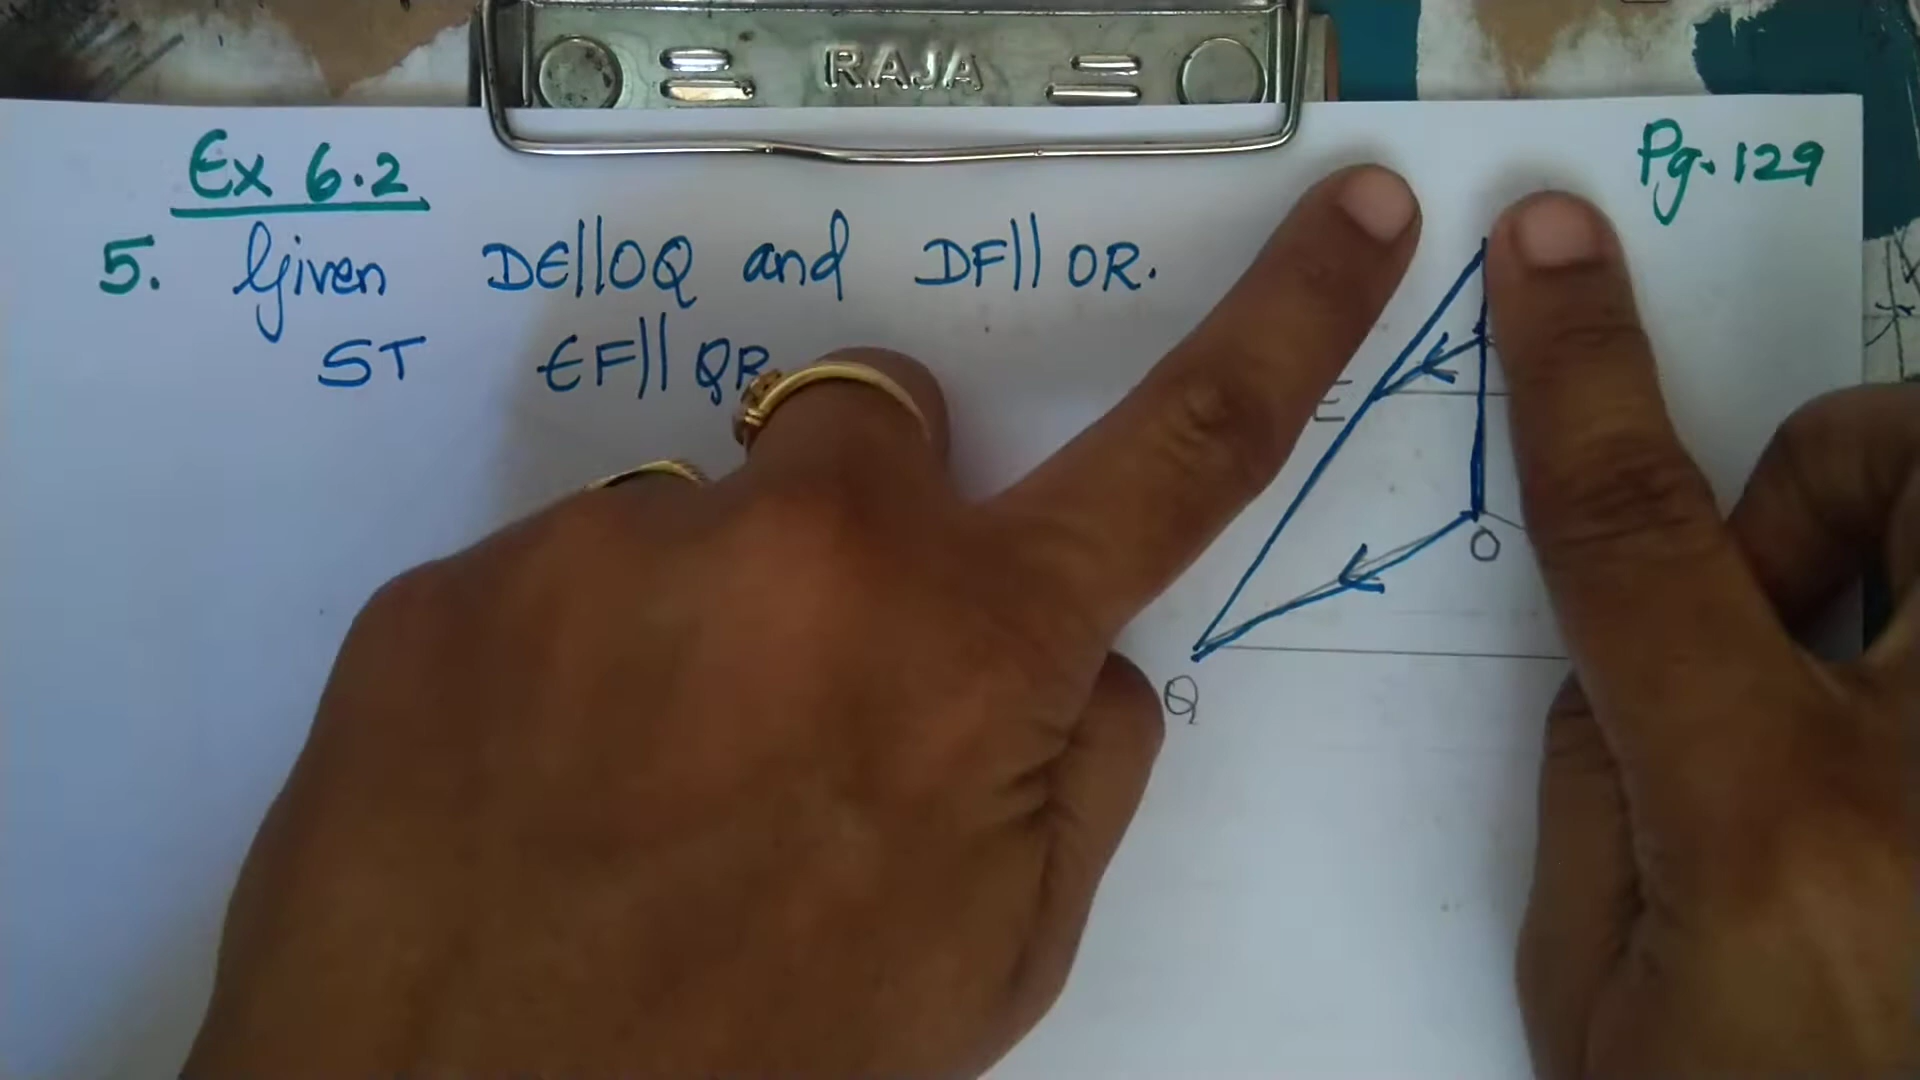 RAJA
Ex 6.2
Pg. 129
5. Given DE||OQ and DF|| OR.
ST EF|| QR
E
O
Q